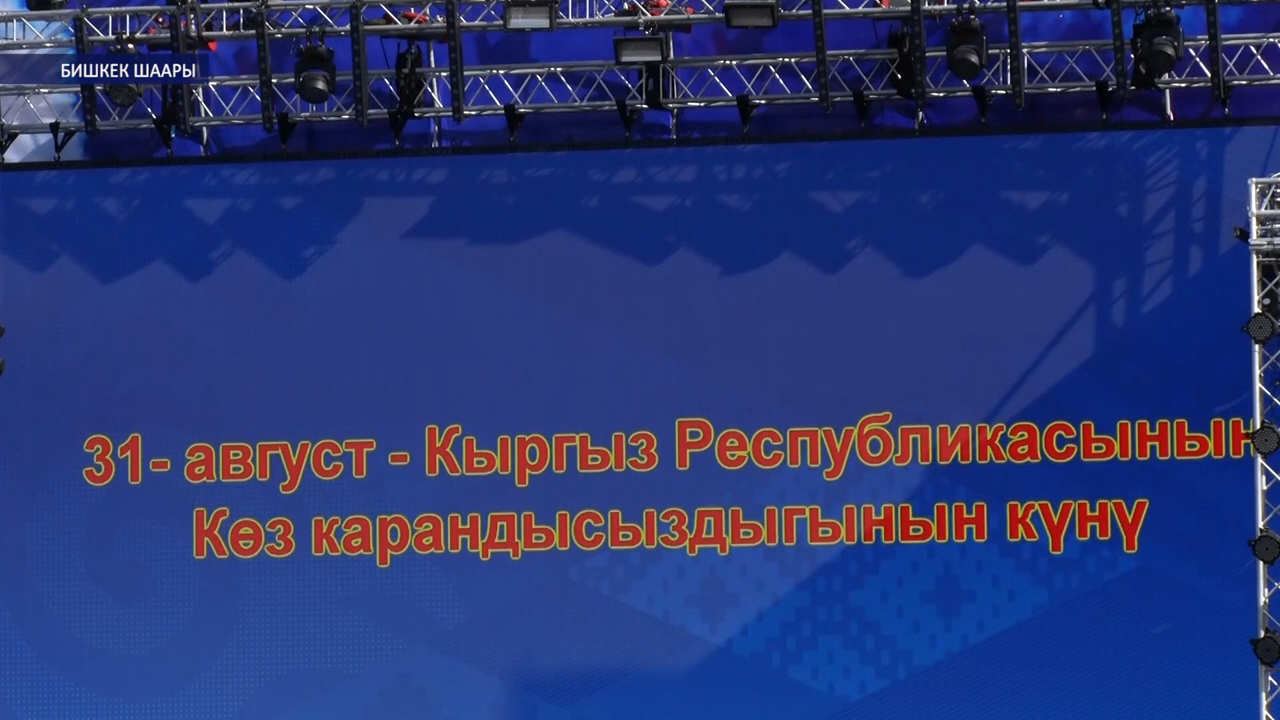 БИШКЕК ШААРЫ
31- август - Кыргыз Республикасынын
Көз карандысыздыгынын күнү